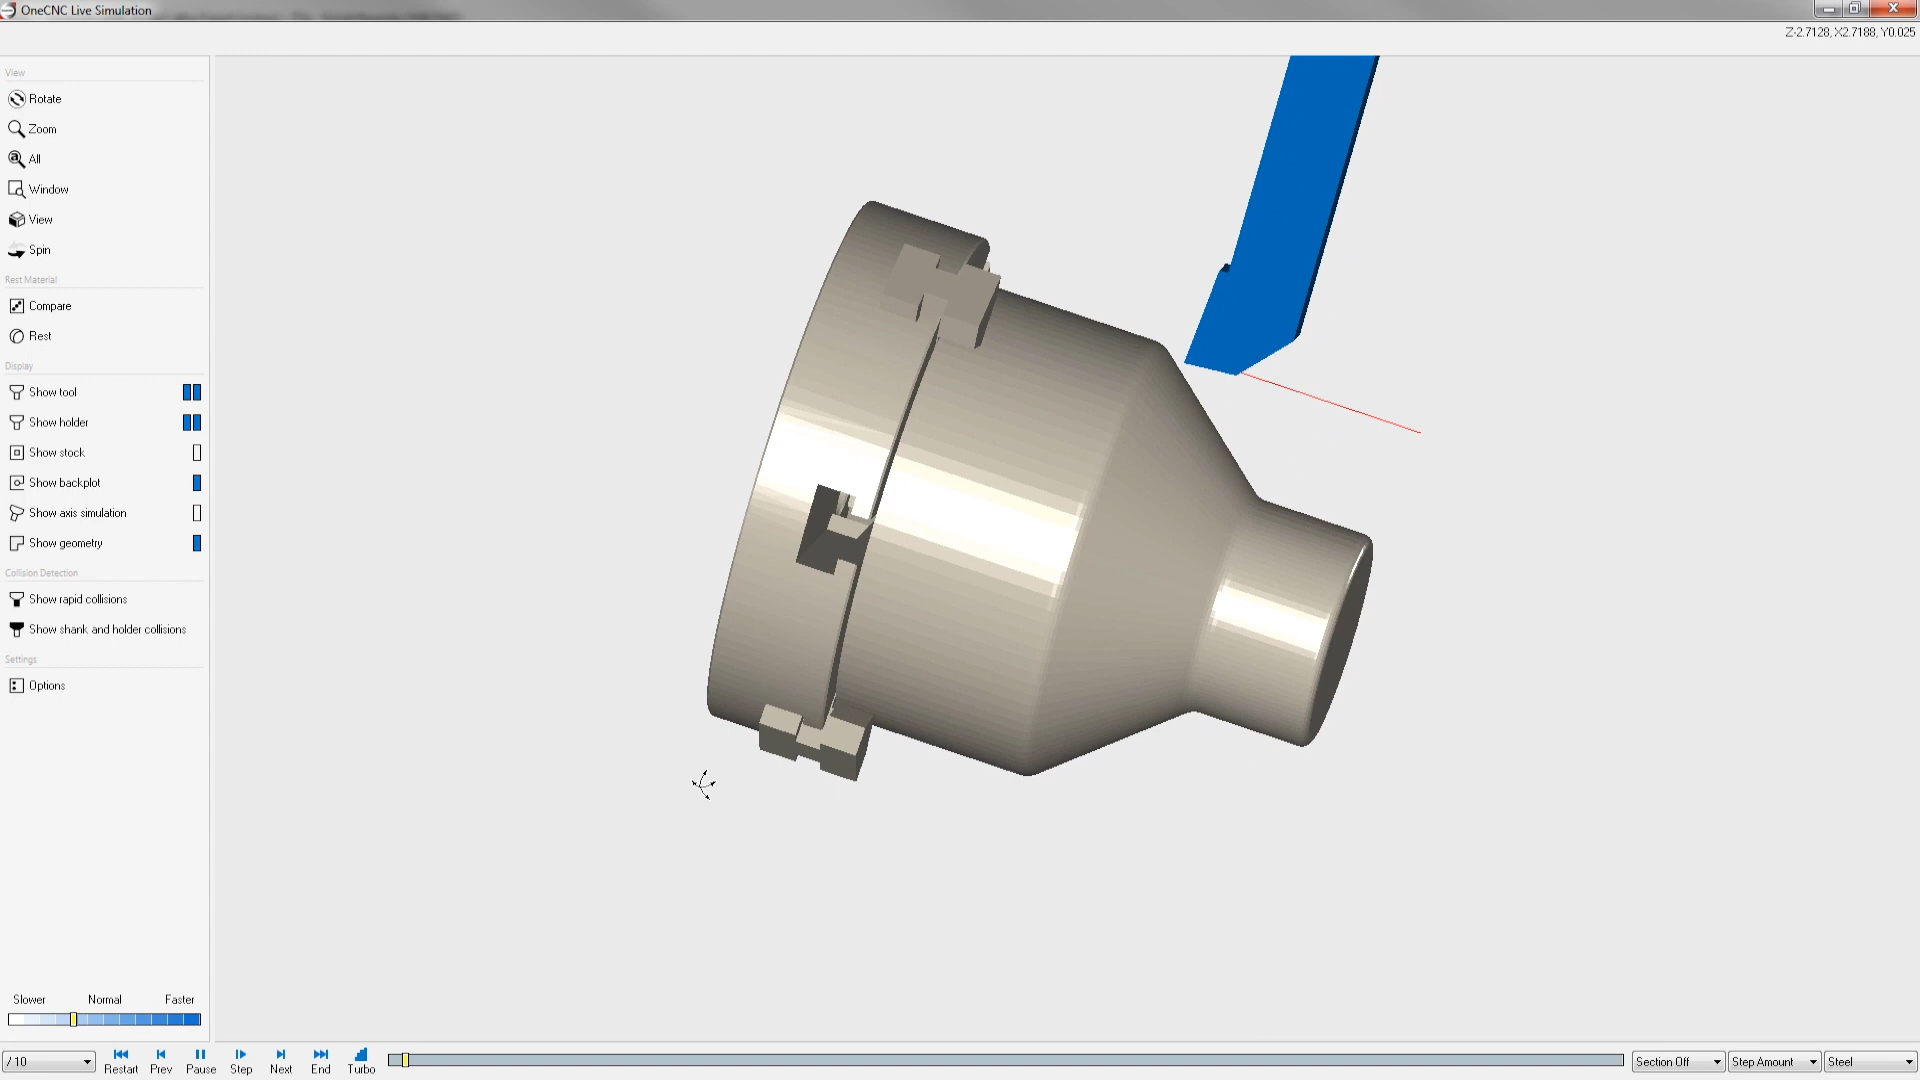 OneCNC Live Simulation
Z-2.7128, X2.7188, Y0.025
View
Rotate
Zoom
All
Window
View
Spin
Rest Material
Compare
Rest
Display
Show tool
Show holder
Show stock
Show backplot
Show axis simulation
Show geometry
Collision Detection
Show rapid collisions
Show shank and holder collisions
Settings
Options
Slower Normal Faster
/ 10 Restart Prev Pause Step Next End Turbo Section Off Step Amount Steel